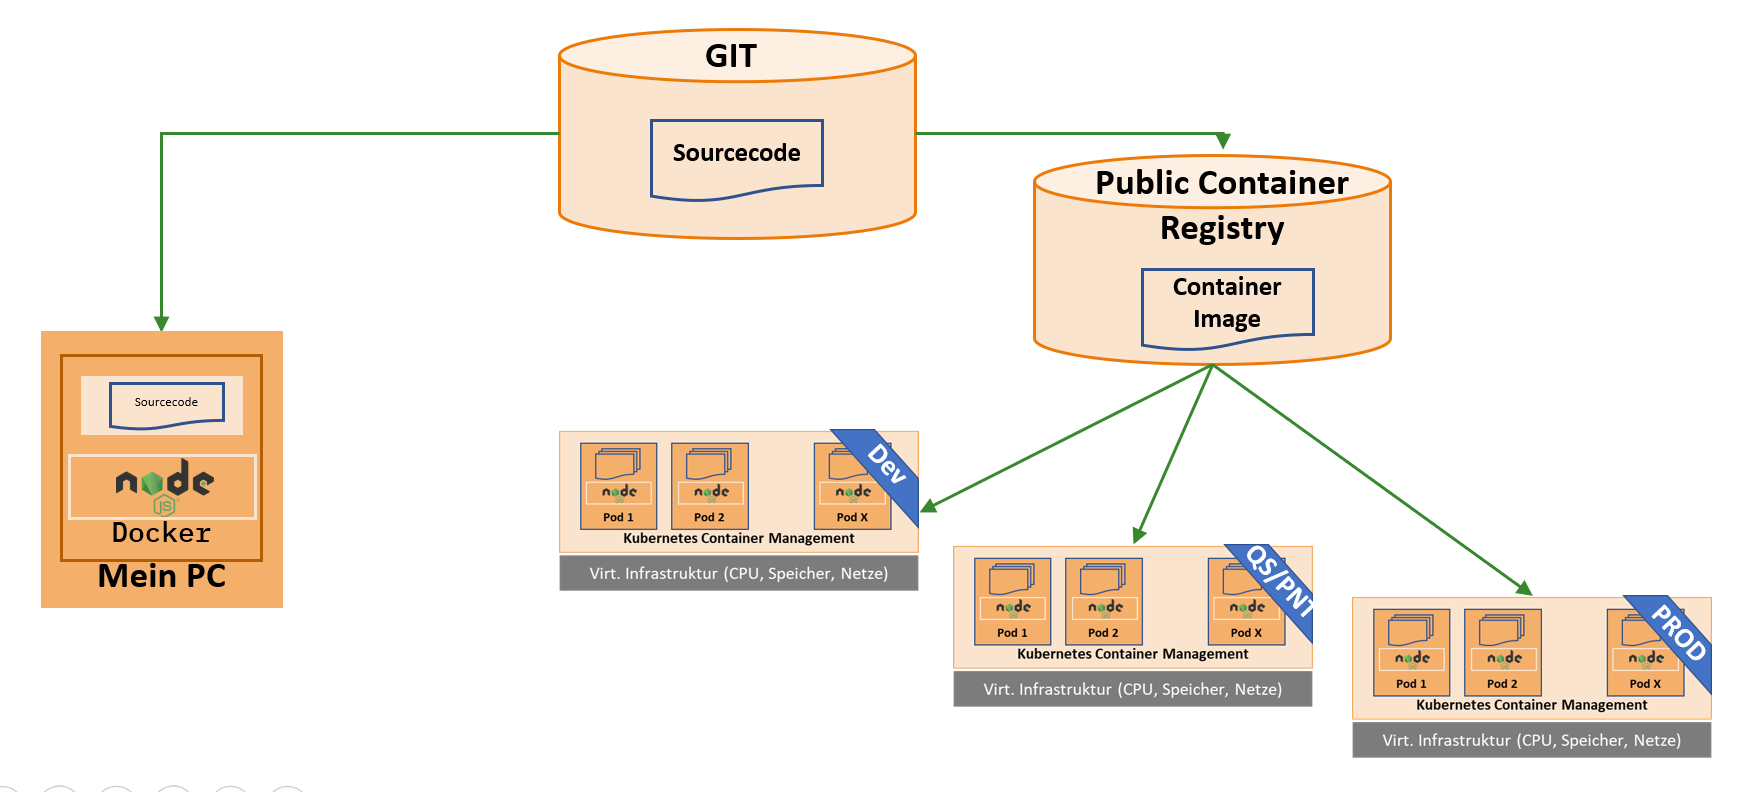 GIT
Sourcecode
Public Container
Registry
Container
Image
Sourcecode
node
JS
Docker
Mein PC
Dev
node
node
node
Pod 1
Pod 2
Pod X
Kubernetes Container Management
Virt. Infrastruktur (CPU, Speicher, Netze)
QS/PNT
node
node
node
Pod 1
Pod 2
Pod X
Kubernetes Container Management
Virt. Infrastruktur (CPU, Speicher, Netze)
PROD
node
node
node
Pod 1
Pod 2
Pod X
Kubernetes Container Management
Virt. Infrastruktur (CPU, Speicher, Netze)